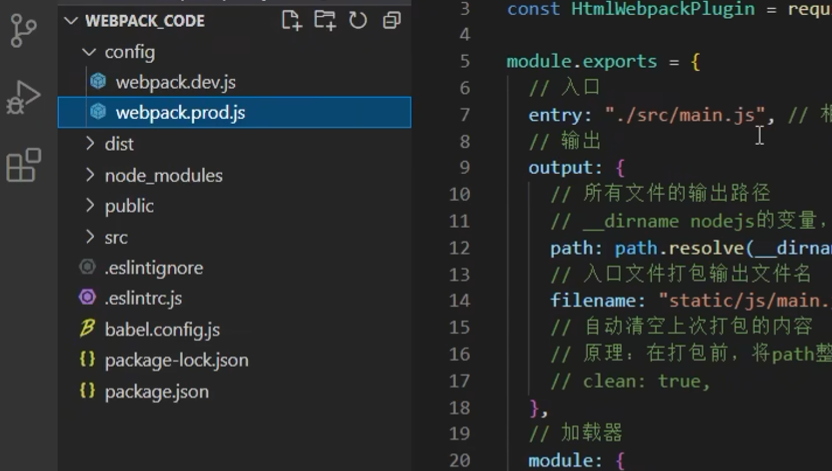 WEBPACK_CODE
config
webpack.dev.js
webpack.prod.js
dist
node_modules
public
src
.eslintignore
.eslintrc.js
babel.config.js
package-lock.json
package.json
3 const HtmlWebpackPlugin = requ
4
5 module.exports = {
6 // 入口
7 entry: "./src/main.js", // 相
8 // 输出
9 output: {
10 // 所有文件的输出路径
11 // __dirname nodejs的变量,
12 path: path.resolve(__dirna
13 // 入口文件打包输出文件名
14 filename: "static/js/main.
15 // 自动清空上次打包的内容
16 // 原理：在打包前，将path整
17 // clean: true,
18 },
19 // 加载器
20 module: {